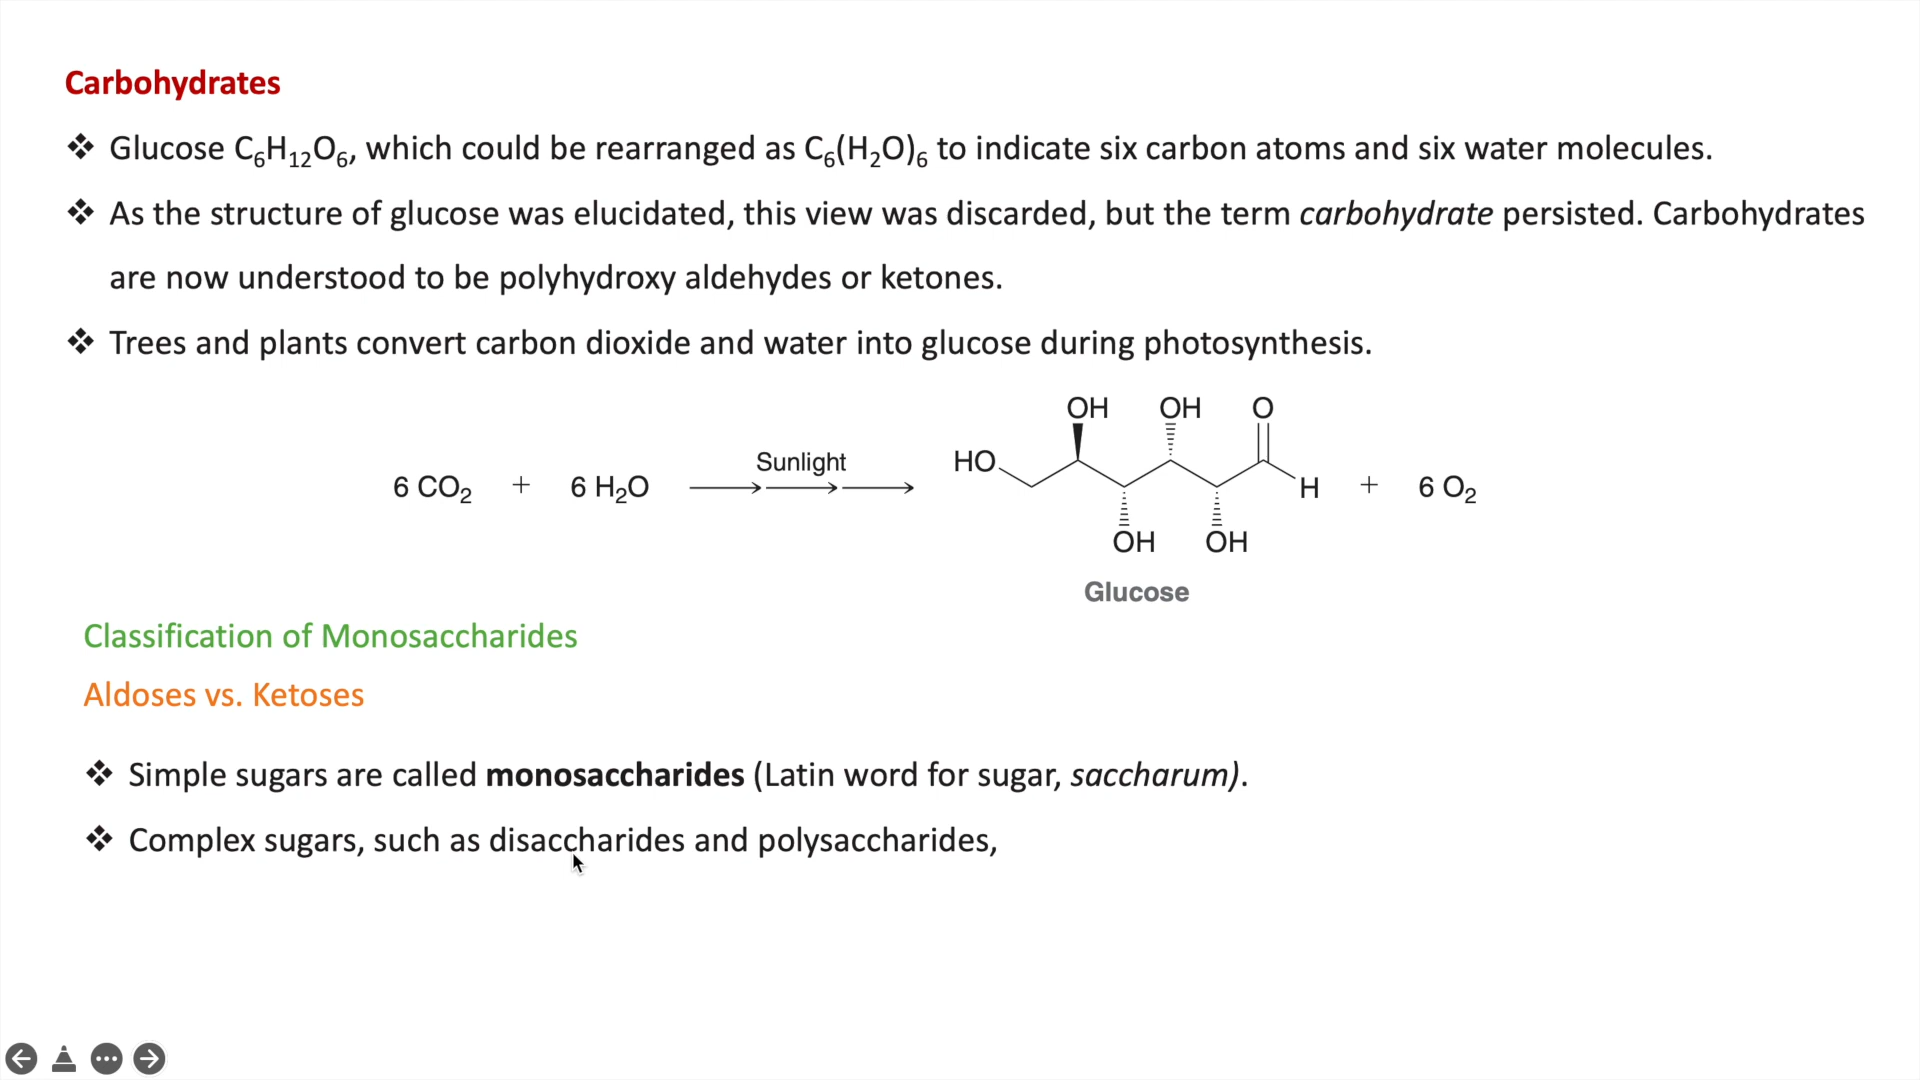 Carbohydrates
❖ Glucose C₆H₁₂O₆, which could be rearranged as C₆(H₂O)₆ to indicate six carbon atoms and six water molecules.
❖ As the structure of glucose was elucidated, this view was discarded, but the term carbohydrate persisted. Carbohydrates
are now understood to be polyhydroxy aldehydes or ketones.
❖ Trees and plants convert carbon dioxide and water into glucose during photosynthesis.
OH OH O
Sunlight
HO
6 CO₂ + 6 H₂O H + 6 O₂
OH OH
Glucose
Classification of Monosaccharides
Aldoses vs. Ketoses
❖ Simple sugars are called monosaccharides (Latin word for sugar, saccharum).
❖ Complex sugars, such as disaccharides and polysaccharides,